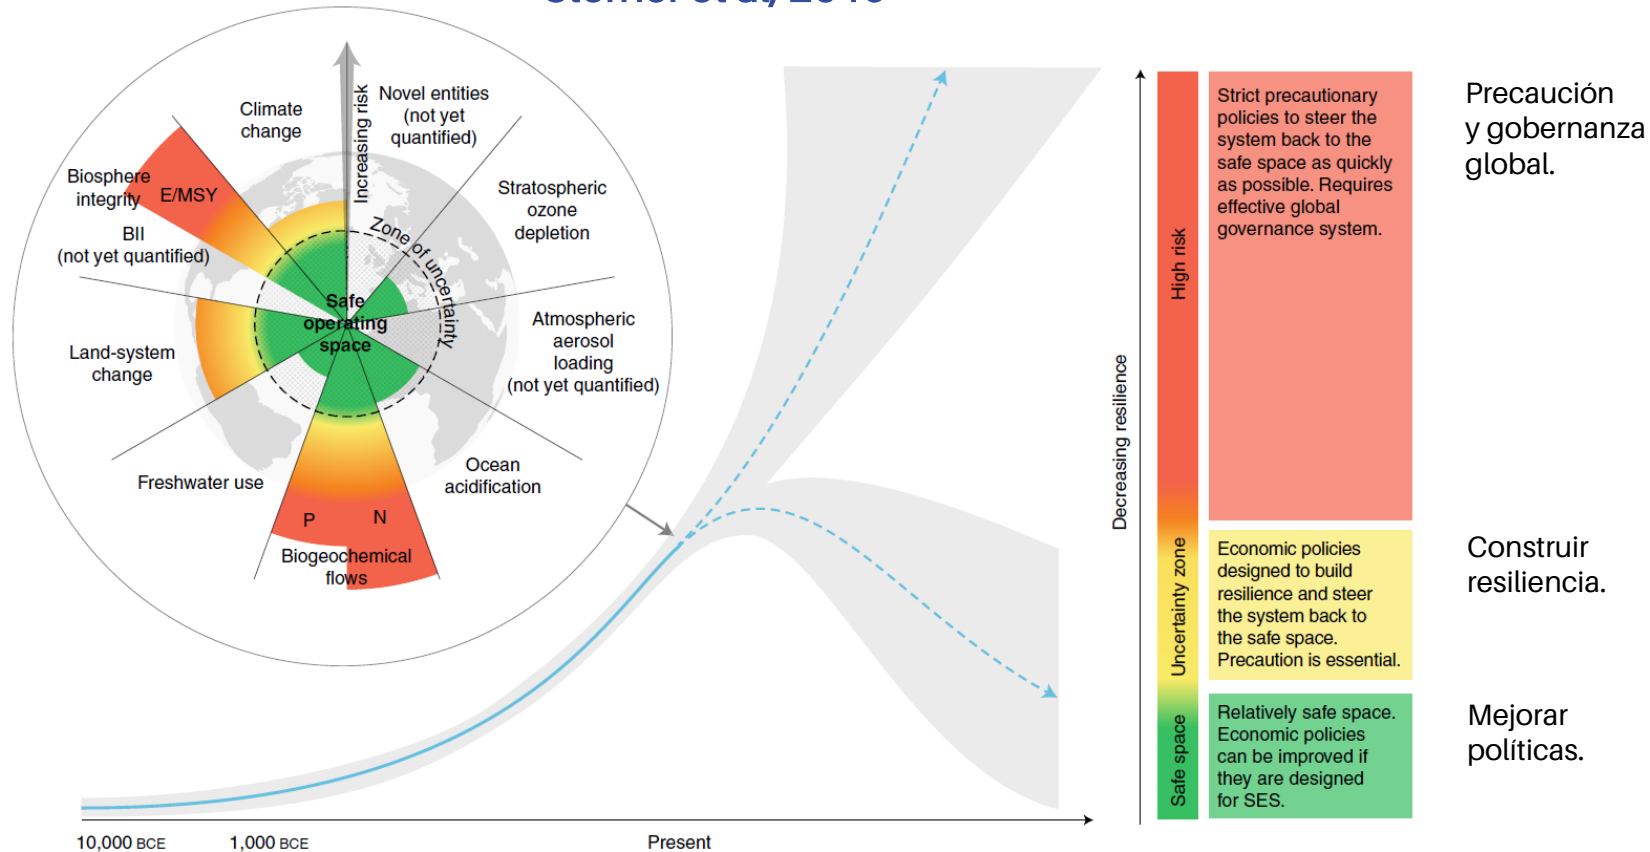 Climate
change
Increasing risk
Novel entities
(not yet
quantified)
Biosphere
integrity
E/MSY
BII
(not yet quantified)
Stratospheric
ozone
depletion
Zone of uncertainty
Safe
operating
space
Land-system
change
Atmospheric
aerosol
loading
(not yet quantified)
Freshwater use
Ocean
acidification
P
N
Biogeochemical
flows
10,000 BCE
1,000 BCE
Present
Decreasing resilience
High risk
Uncertainty zone
Safe space
Strict precautionary
policies to steer the
system back to the
safe space as quickly
as possible. Requires
effective global
governance system.
Economic policies
designed to build
resilience and steer
the system back to
the safe space.
Precaution is essential.
Relatively safe space.
Economic policies
can be improved if
they are designed
for SES.
Precaución
y gobernanza
global.
Construir
resiliencia.
Mejorar
políticas.